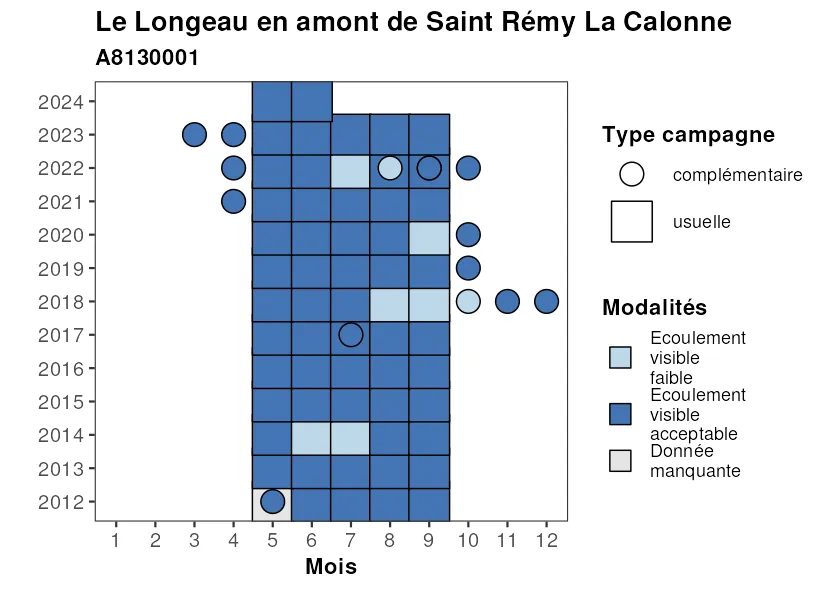 Le Longeau en amont de Saint Rémy La Calonne
A8130001
2024
2023
2022
2021
2020
2019
2018
2017
2016
2015
2014
2013
2012
1 2 3 4 5 6 7 8 9 10 11 12
Mois
Type campagne
complémentaire
usuelle
Modalités
Ecoulement
visible
faible
Ecoulement
visible
acceptable
Donnée
manquante